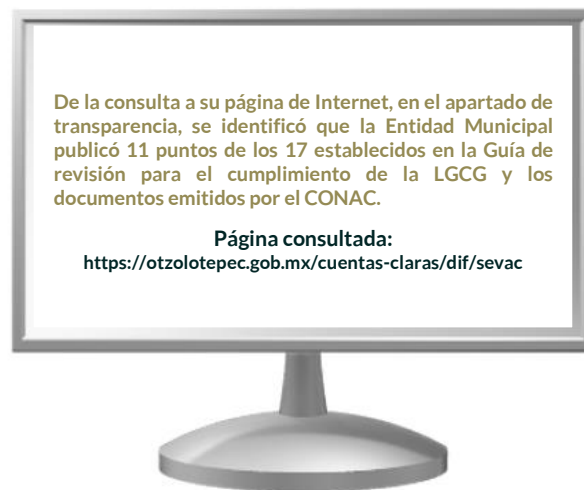 De la consulta a su página de Internet, en el apartado de
transparencia, se identificó que la Entidad Municipal
publicó 11 puntos de los 17 establecidos en la Guía de
revisión para el cumplimiento de la LGCG y los
documentos emitidos por el CONAC.
Página consultada:
https://otzolotepec.gob.mx/cuentas-claras/dif/sevac